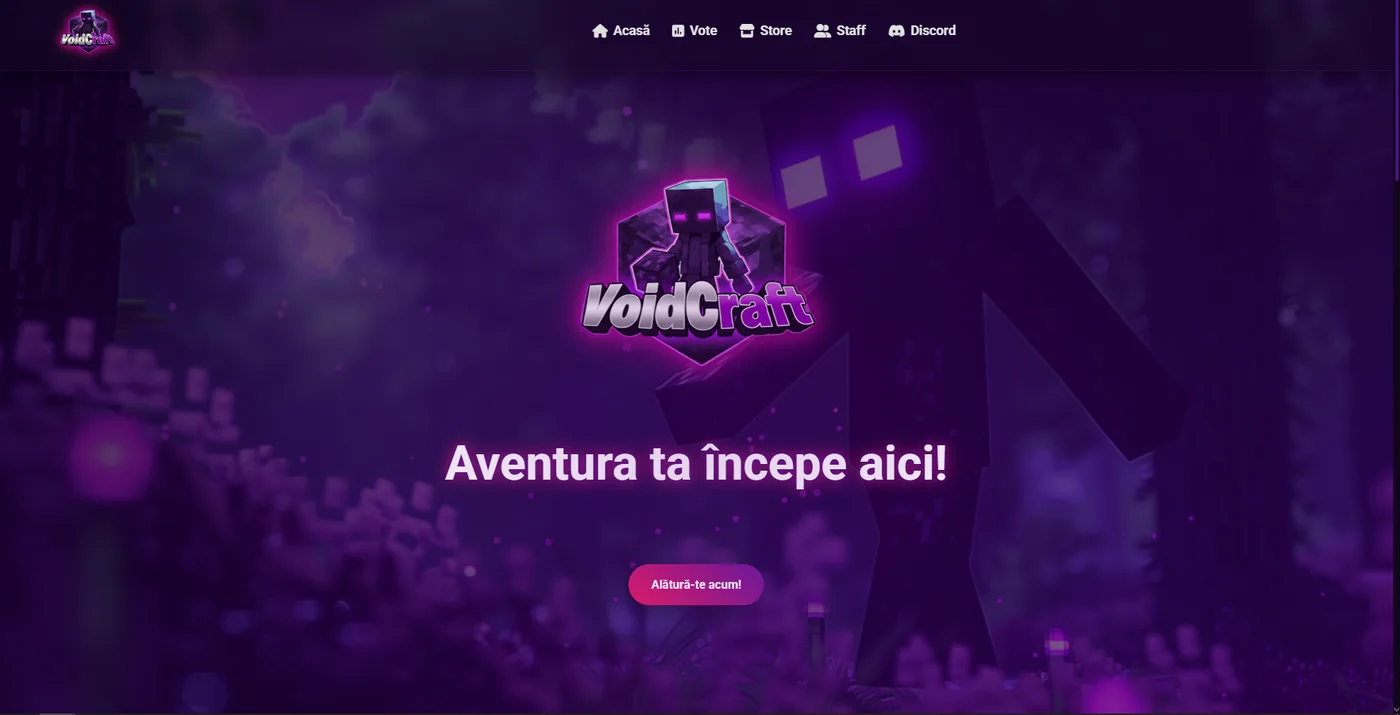 VoidCraft
Acasă Vote Store Staff Discord
VoidCraft
Aventura ta începe aici!
Alătură-te acum!